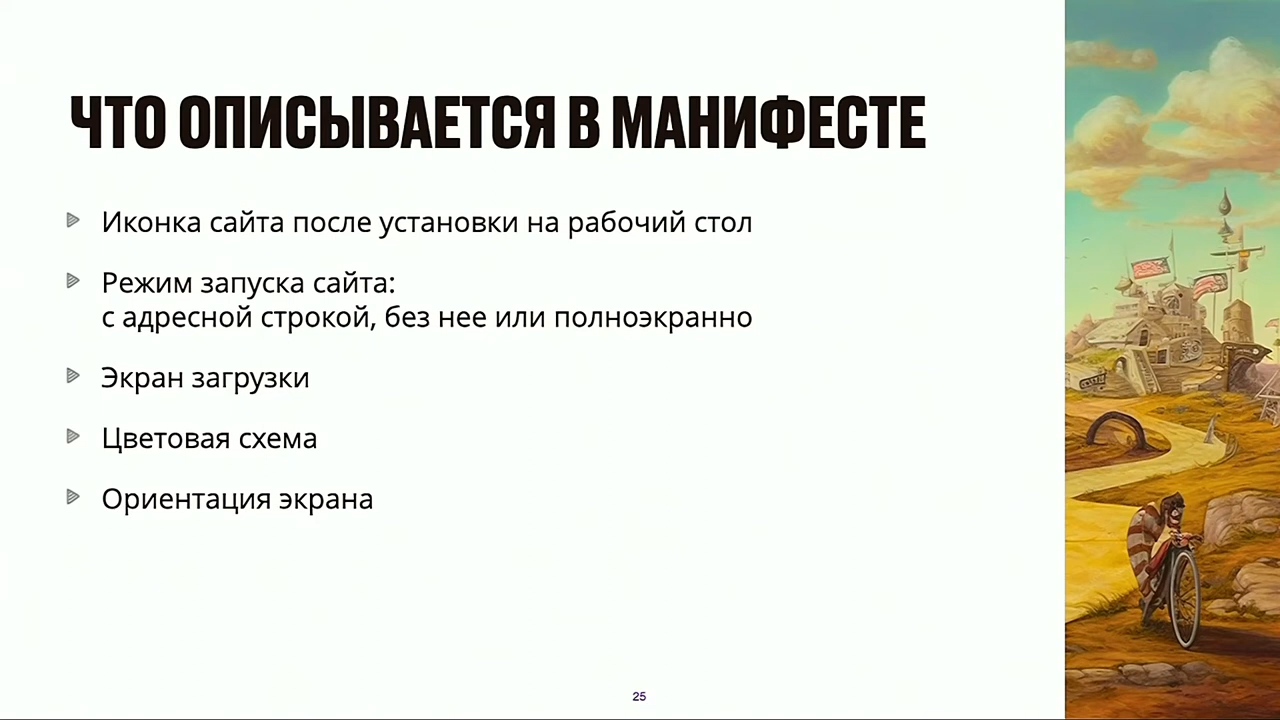 ЧТО ОПИСЫВАЕТСЯ В МАНИФЕСТЕ
Иконка сайта после установки на рабочий стол
Режим запуска сайта:
с адресной строкой, без нее или полноэкранно
Экран загрузки
Цветовая схема
Ориентация экрана
25